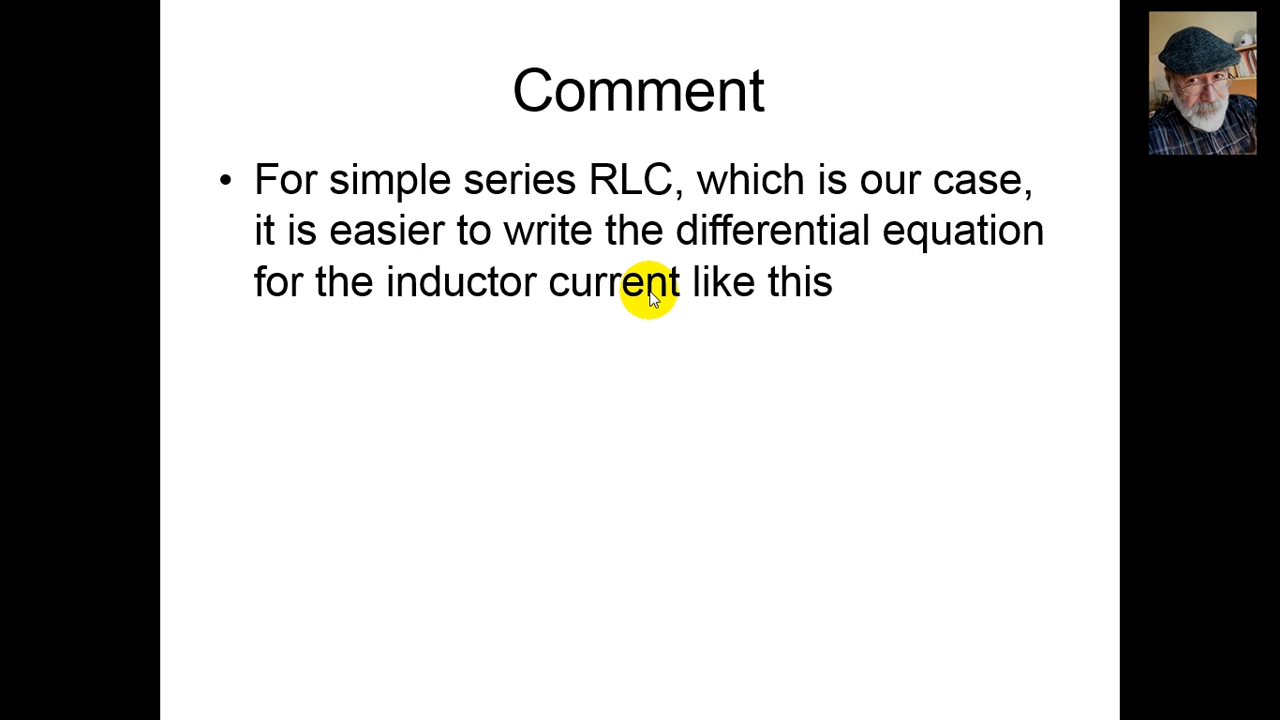 Comment
• For simple series RLC, which is our case,
it is easier to write the differential equation
for the inductor current like this